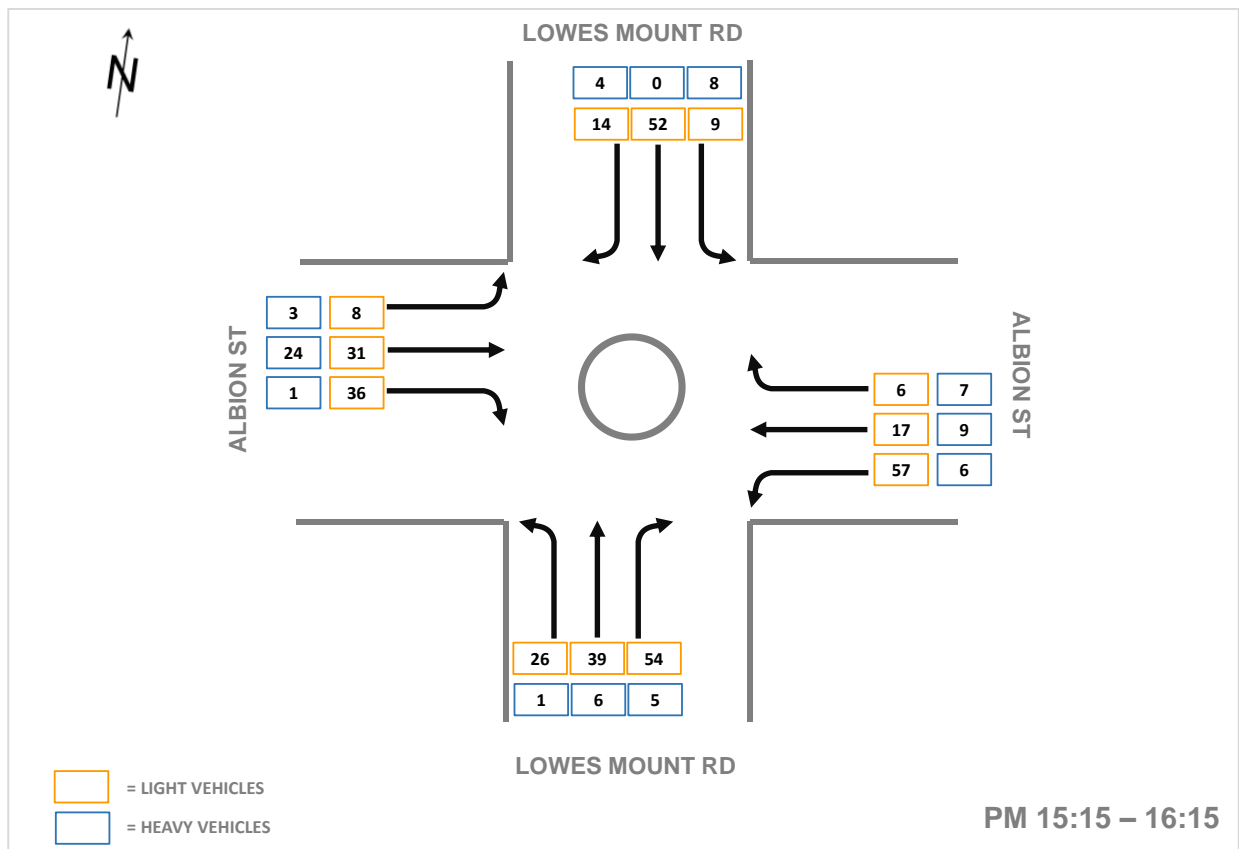 LOWES MOUNT RD
N
4 0 8
14 52 9
3 8
24 31
1 36
ALBION ST
ALBION ST
6 7
17 9
57 6
26 39 54
1 6 5
LOWES MOUNT RD
= LIGHT VEHICLES
= HEAVY VEHICLES
PM 15:15 – 16:15